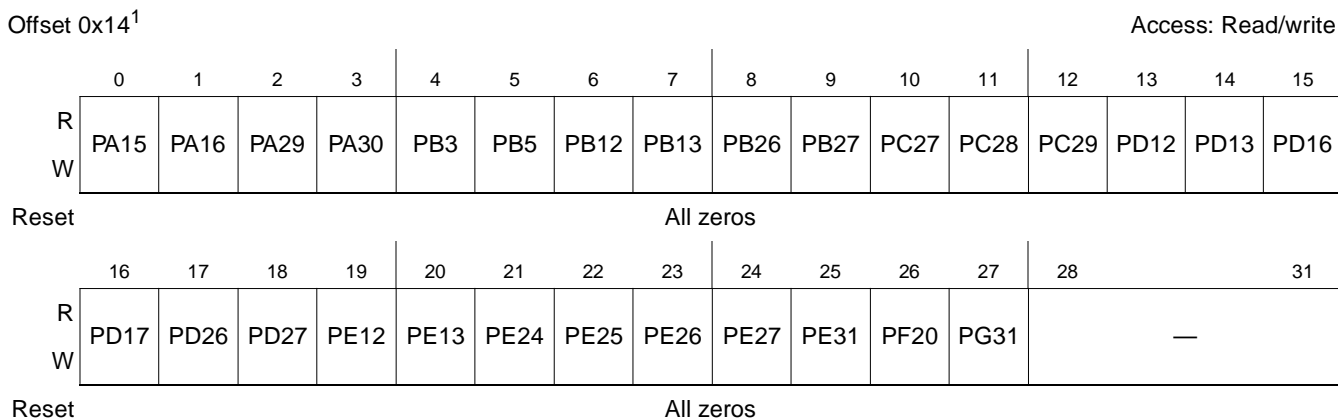 Offset 0x14¹ Access: Read/write
0 1 2 3 4 5 6 7 8 9 10 11 12 13 14 15
R
PA15 PA16 PA29 PA30 PB3 PB5 PB12 PB13 PB26 PB27 PC27 PC28 PC29 PD12 PD13 PD16
W
Reset All zeros
16 17 18 19 20 21 22 23 24 25 26 27 28 31
R
PD17 PD26 PD27 PE12 PE13 PE24 PE25 PE26 PE27 PE31 PF20 PG31 —
W
Reset All zeros